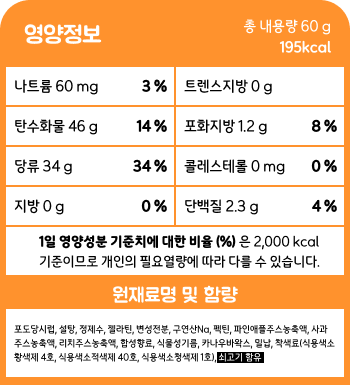 영양정보
총 내용량 60 g
195kcal
나트륨 60 mg 3 % 트렌스지방 0 g
탄수화물 46 g 14 % 포화지방 1.2 g 8 %
당류 34 g 34 % 콜레스테롤 0 mg 0 %
지방 0 g 0 % 단백질 2.3 g 4 %
1일 영양성분 기준치에 대한 비율 (%) 은 2,000 kcal
기준이므로 개인의 필요열량에 따라 다를 수 있습니다.
원재료명 및 함량
포도당시럽, 설탕, 정제수, 젤라틴, 변성전분, 구연산Na, 펙틴, 파인애플주스농축액, 사과
주스농축액, 리치주스농축액, 합성향료, 식물성기름, 카나우바왁스, 밀납, 착색료(식용색소
황색제 4호, 식용색소적색제 40호, 식용색소청색제 1호), 쇠고기 함유